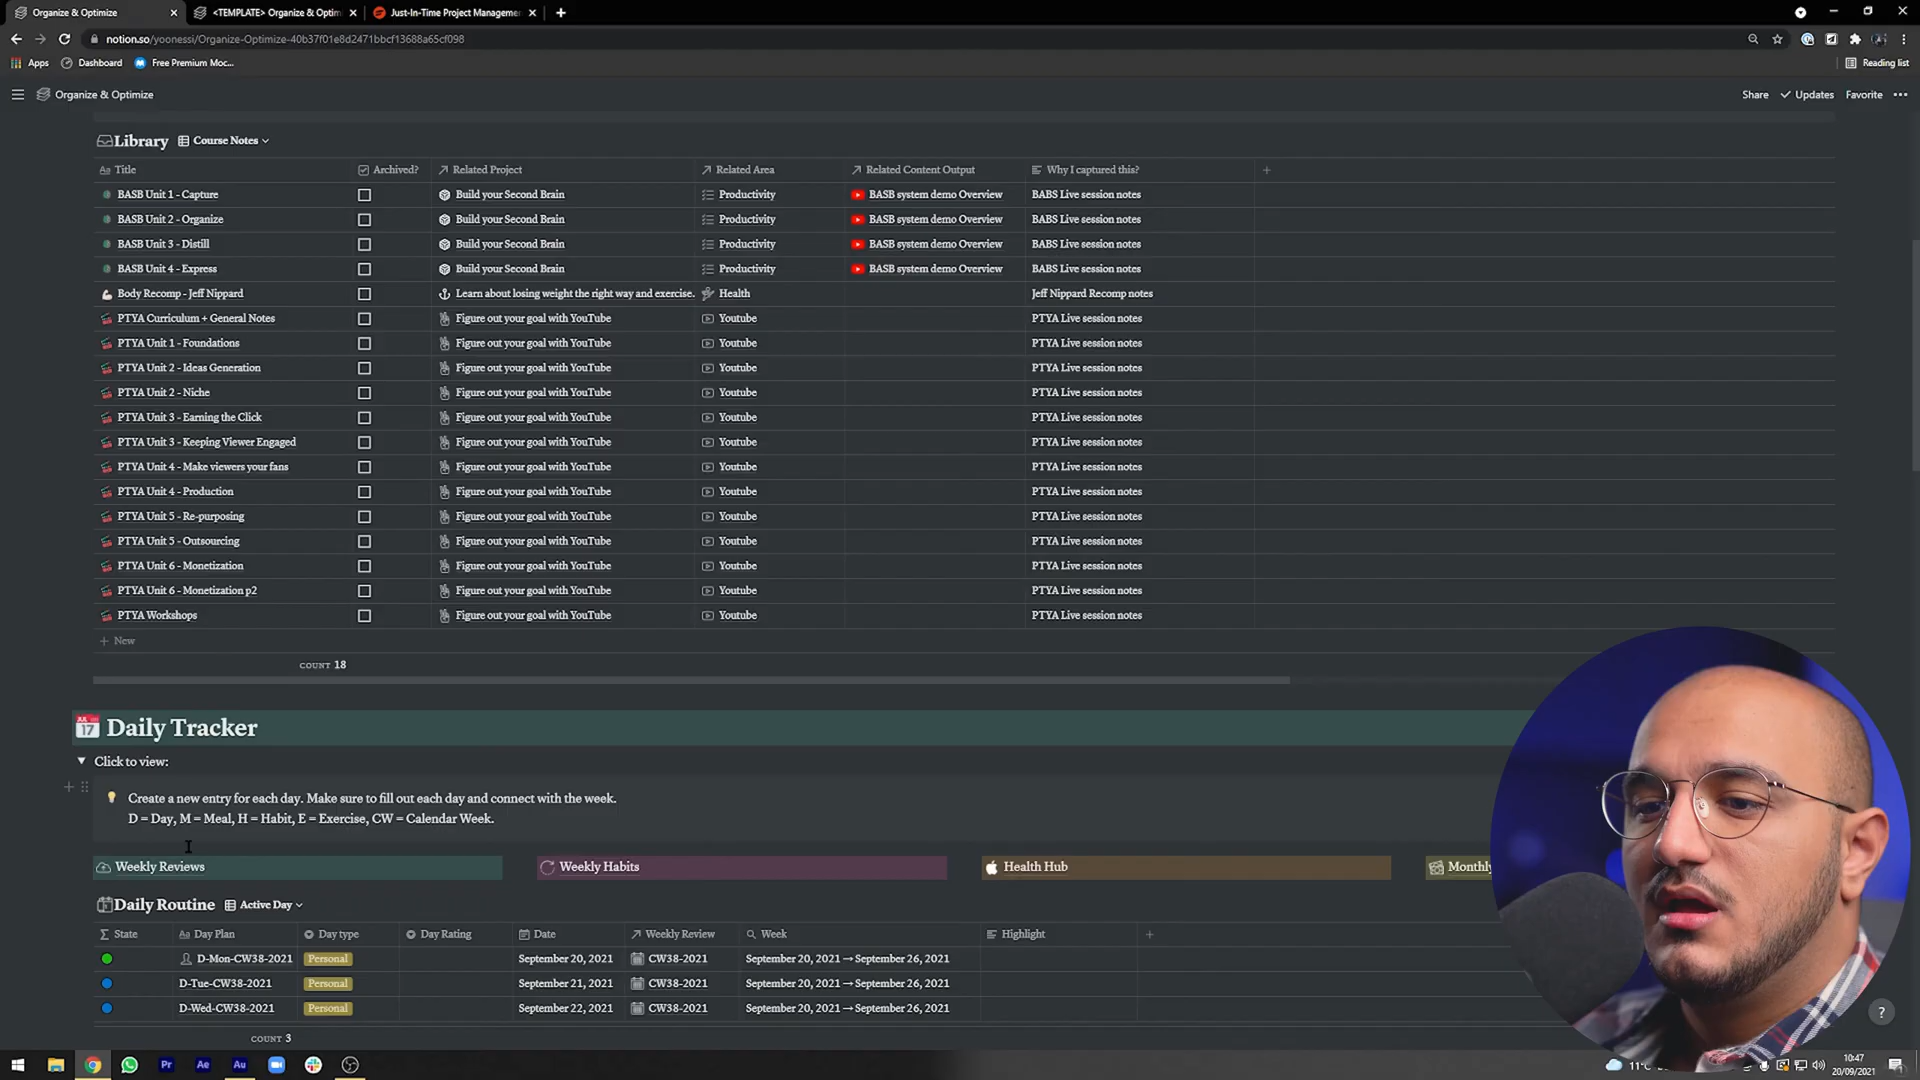 Organize & Optimize
<TEMPLATE> Organize & Optim
Just-In-Time Project Managemen
notion.so/yoonessi/Organize-Optimize-40b37f01e8d2471bbcf13688a65cf098
Apps Dashboard Free Premium Moc... Reading list
Organize & Optimize Share Updates Favorite
Library Course Notes
Aa Title Archived? Related Project Related Area Related Content Output Why I captured this?
BASB Unit 1 - Capture Build your Second Brain Productivity BASB system demo Overview BABS Live session notes
BASB Unit 2 - Organize Build your Second Brain Productivity BASB system demo Overview BABS Live session notes
BASB Unit 3 - Distill Build your Second Brain Productivity BASB system demo Overview BABS Live session notes
BASB Unit 4 - Express Build your Second Brain Productivity BASB system demo Overview BABS Live session notes
Body Recomp - Jeff Nippard Learn about losing weight the right way and exercise. Health Jeff Nippard Recomp notes
PTYA Curriculum + General Notes Figure out your goal with YouTube Youtube PTYA Live session notes
PTYA Unit 1 - Foundations Figure out your goal with YouTube Youtube PTYA Live session notes
PTYA Unit 2 - Ideas Generation Figure out your goal with YouTube Youtube PTYA Live session notes
PTYA Unit 2 - Niche Figure out your goal with YouTube Youtube PTYA Live session notes
PTYA Unit 3 - Earning the Click Figure out your goal with YouTube Youtube PTYA Live session notes
PTYA Unit 3 - Keeping Viewer Engaged Figure out your goal with YouTube Youtube PTYA Live session notes
PTYA Unit 4 - Make viewers your fans Figure out your goal with YouTube Youtube PTYA Live session notes
PTYA Unit 4 - Production Figure out your goal with YouTube Youtube PTYA Live session notes
PTYA Unit 5 - Re-purposing Figure out your goal with YouTube Youtube PTYA Live session notes
PTYA Unit 5 - Outsourcing Figure out your goal with YouTube Youtube PTYA Live session notes
PTYA Unit 6 - Monetization Figure out your goal with YouTube Youtube PTYA Live session notes
PTYA Unit 6 - Monetization p2 Figure out your goal with YouTube Youtube PTYA Live session notes
PTYA Workshops Figure out your goal with YouTube Youtube PTYA Live session notes
+ New
COUNT 18
JUL 17 Daily Tracker
Click to view:
Create a new entry for each day. Make sure to fill out each day and connect with the week.
D = Day, M = Meal, H = Habit, E = Exercise, CW = Calendar Week.
Weekly Reviews Weekly Habits Health Hub Monthly
Daily Routine Active Day
Σ State Aa Day Plan Day type Day Rating Date Weekly Review Week Highlight
D-Mon-CW38-2021 Personal September 20, 2021 CW38-2021 September 20, 2021 → September 26, 2021
D-Tue-CW38-2021 Personal September 21, 2021 CW38-2021 September 20, 2021 → September 26, 2021
D-Wed-CW38-2021 Personal September 22, 2021 CW38-2021 September 20, 2021 → September 26, 2021
COUNT 3
?
Pr Ae Au 11°C 10:47
20/09/2021